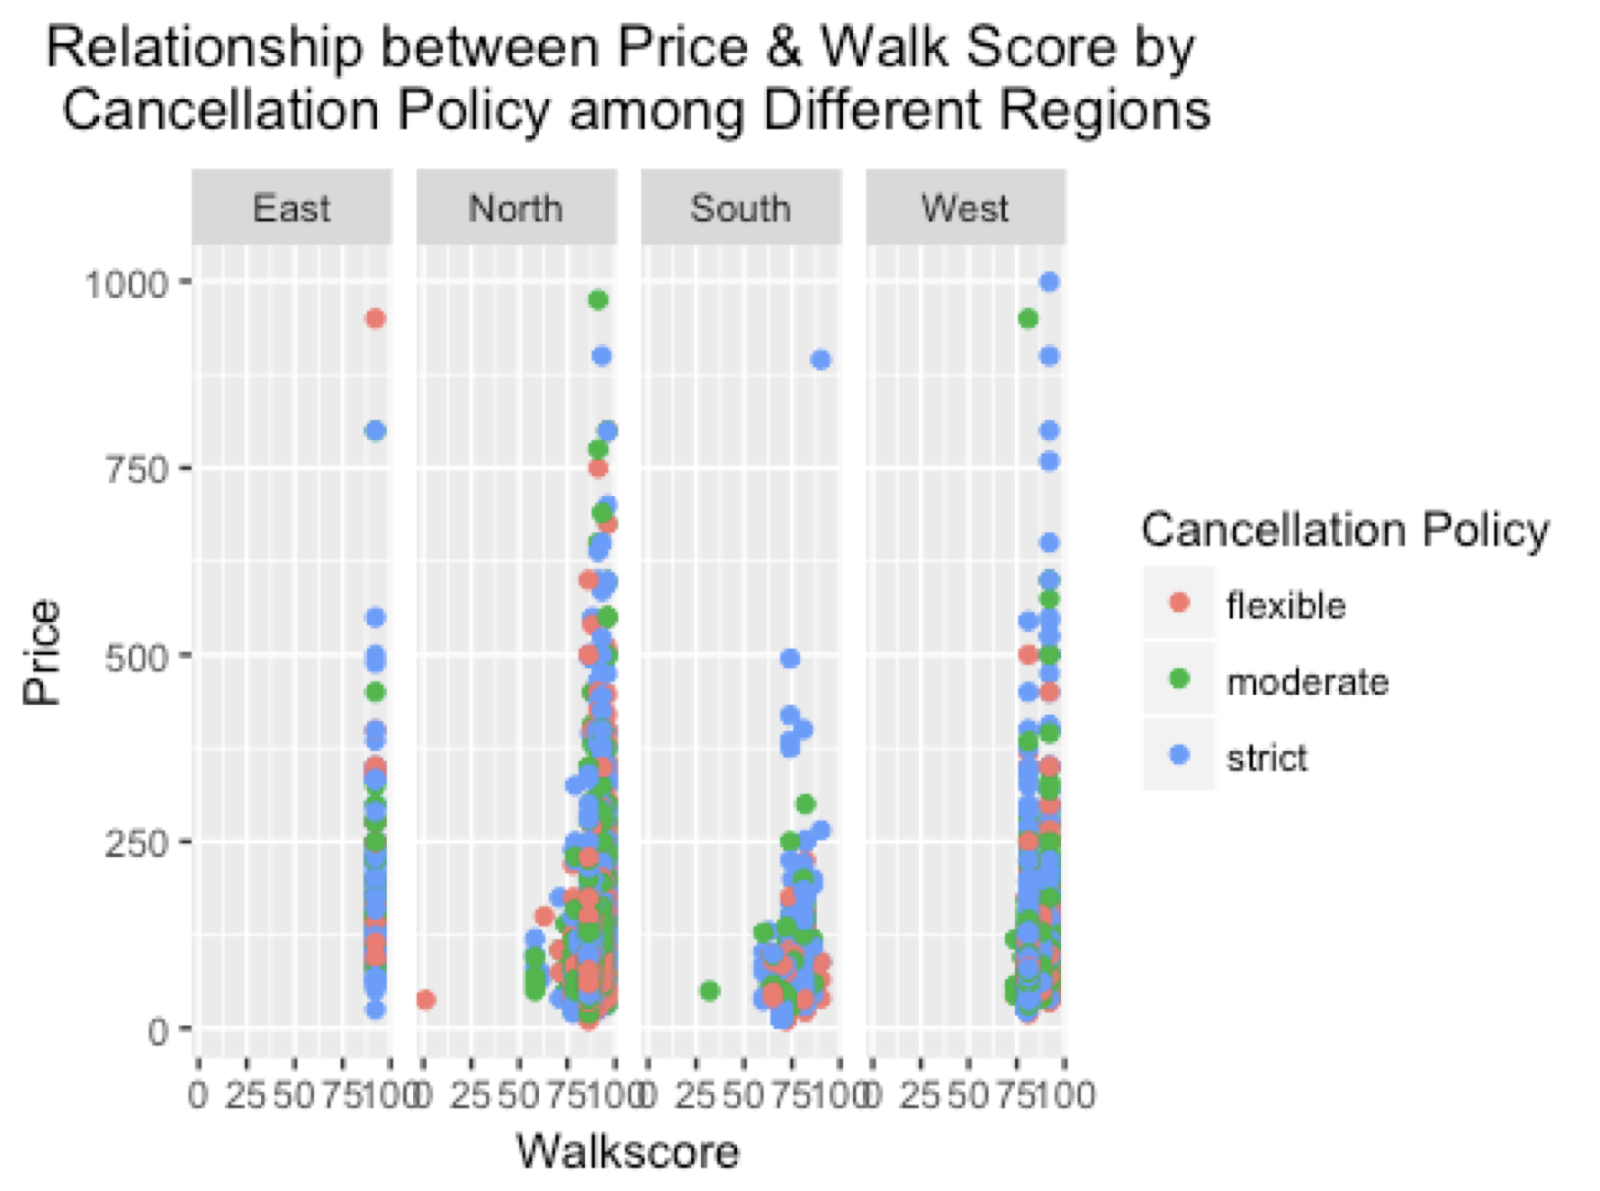 Relationship between Price & Walk Score by
Cancellation Policy among Different Regions
East North South West
1000
750
500
250
0
Price
0 25 50 75 100 0 25 50 75 100 0 25 50 75 100 0 25 50 75 100
Walkscore
Cancellation Policy
flexible
moderate
strict